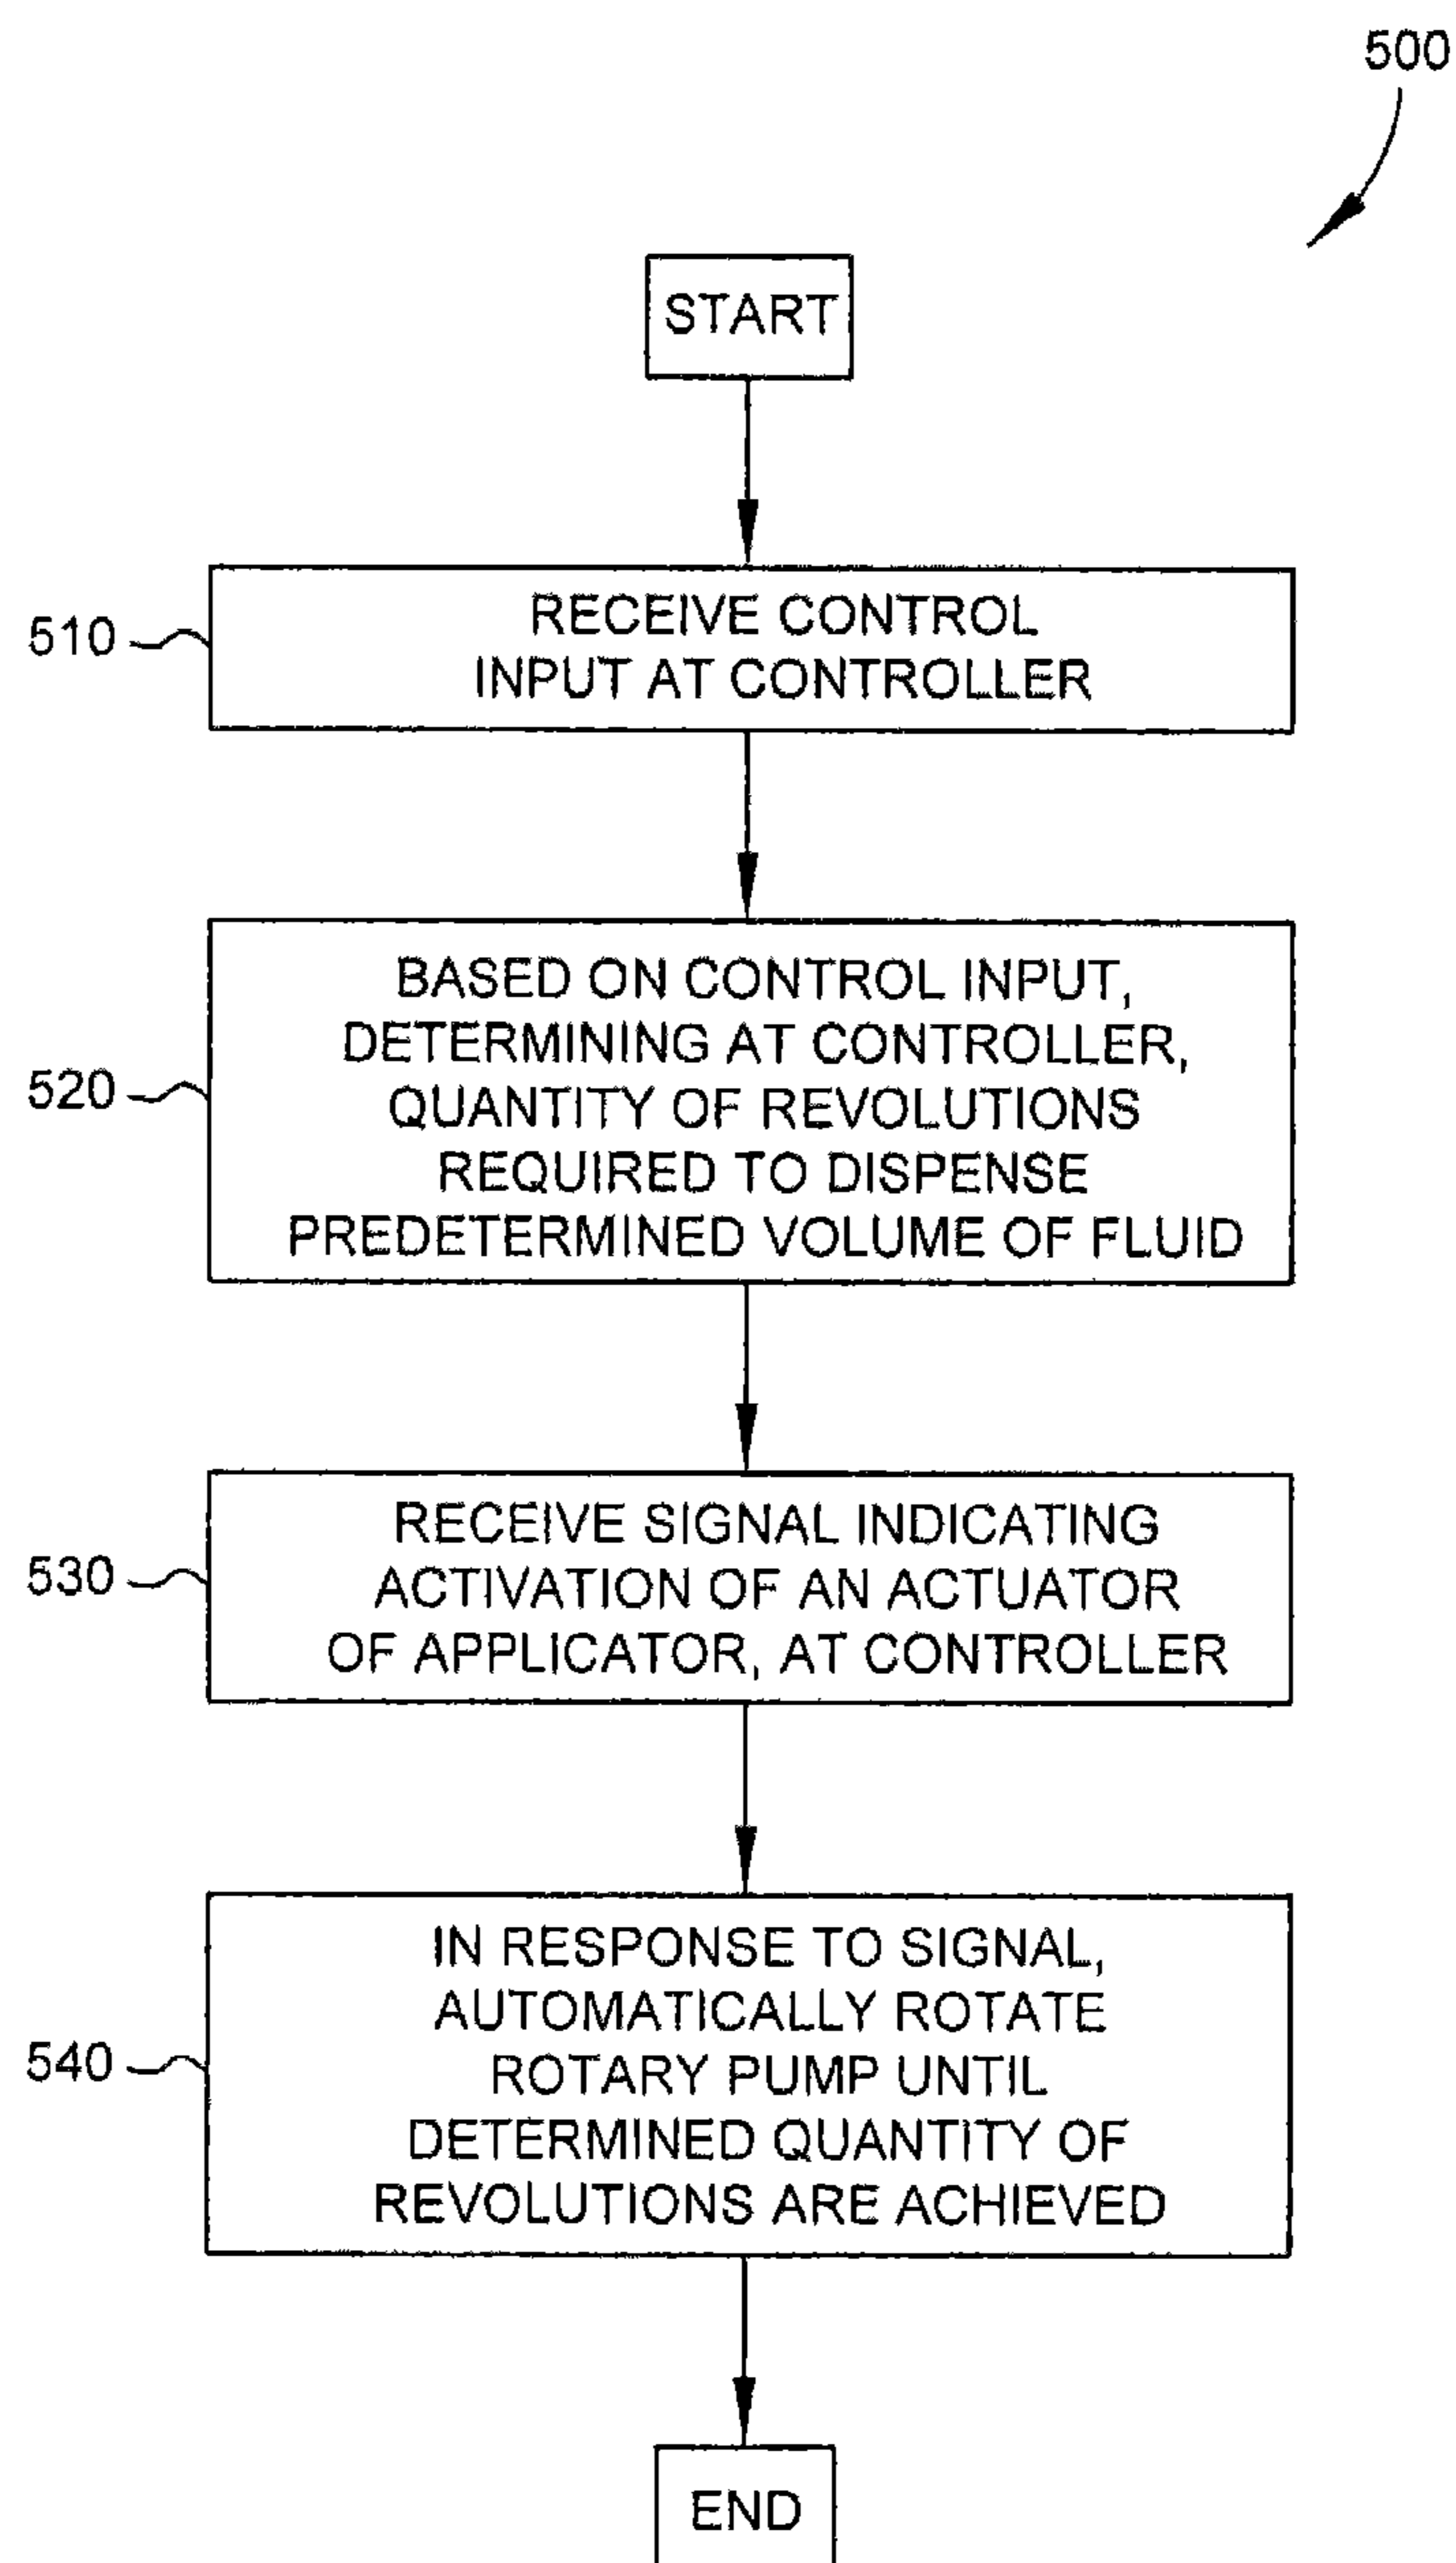 500
START
510
RECEIVE CONTROL
INPUT AT CONTROLLER
520
BASED ON CONTROL INPUT,
DETERMINING AT CONTROLLER,
QUANTITY OF REVOLUTIONS
REQUIRED TO DISPENSE
PREDETERMINED VOLUME OF FLUID
530
RECEIVE SIGNAL INDICATING
ACTIVATION OF AN ACTUATOR
OF APPLICATOR, AT CONTROLLER
540
IN RESPONSE TO SIGNAL,
AUTOMATICALLY ROTATE
ROTARY PUMP UNTIL
DETERMINED QUANTITY OF
REVOLUTIONS ARE ACHIEVED
END